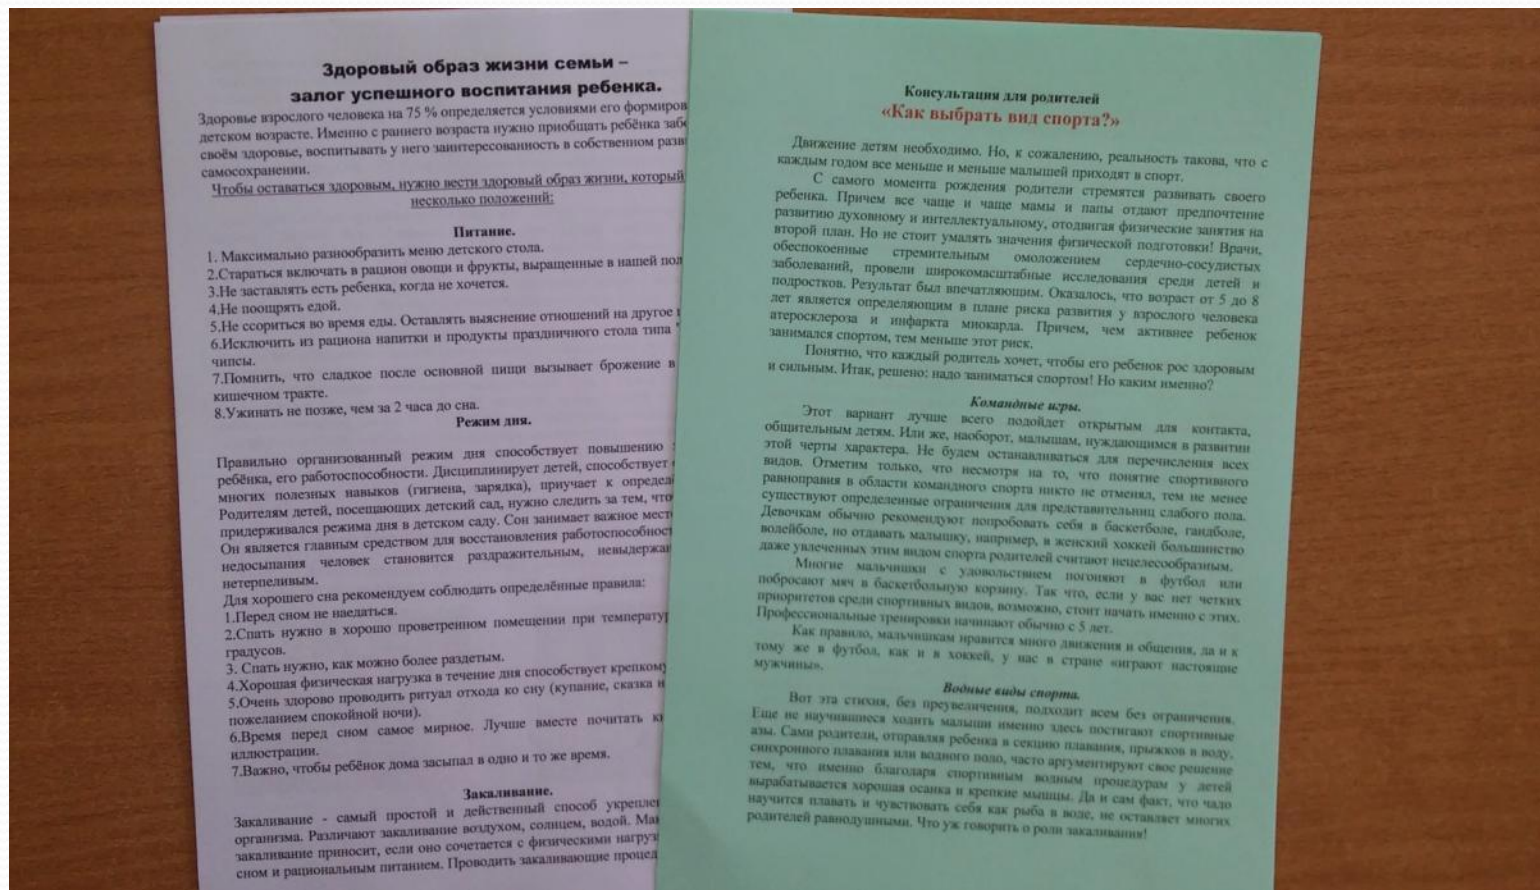 Здоровый образ жизни семьи –
залог успешного воспитания ребенка.
Здоровье взрослого человека на 75 % определяется условиями его формиров
детском возрасте. Именно с раннего возраста нужно приобщать ребёнка забо
своём здоровье, воспитывать у него заинтересованность в собственном разв
самосохранении.
Чтобы оставаться здоровым, нужно вести здоровый образ жизни, который
несколько положений:
Питание.
1. Максимально разнообразить меню детского стола.
2.Стараться включать в рацион овощи и фрукты, выращенные в нашей пол
3.Не заставлять есть ребенка, когда не хочется.
4.Не поощрять едой.
5.Не ссориться во время еды. Оставлять выяснение отношений на другое
6.Исключить из рациона напитки и продукты праздничного стола типа "
чипсы.
7.Помнить, что сладкое после основной пищи вызывает брожение в
кишечном тракте.
8.Ужинать не позже, чем за 2 часа до сна.
Режим дня.
Правильно организованный режим дня способствует повышению
ребёнка, его работоспособности. Дисциплинирует детей, способствует
многих полезных навыков (гигиена, зарядка), приучает к определ
Родителям детей, посещающих детский сад, нужно следить за тем, что
придерживался режима дня в детском саду. Сон занимает важное мест
Он является главным средством для восстановления работоспособнос
недосыпания человек становится раздражительным, невыдержа
нетерпеливым.
Для хорошего сна рекомендуем соблюдать определённые правила:
1.Перед сном не наедаться.
2.Спать нужно в хорошо проветренном помещении при температур
градусов.
3. Спать нужно, как можно более раздетым.
4.Хорошая физическая нагрузка в течение дня способствует крепкому
5.Очень здорово проводить ритуал отхода ко сну (купание, сказка н
пожеланием спокойной ночи).
6.Время перед сном самое мирное. Лучше вместе почитать к
иллюстрации.
7.Важно, чтобы ребёнок дома засыпал в одно и то же время.
Закаливание.
Закаливание - самый простой и действенный способ укреплен
организма. Различают закаливание воздухом, солнцем, водой. Мак
закаливание приносит, если оно сочетается с физическими нагруз
сном и рациональным питанием. Проводить закаливающие процед
Консультация для родителей
«Как выбрать вид спорта?»
Движение детям необходимо. Но, к сожалению, реальность такова, что с
каждым годом все меньше и меньше малышей приходят в спорт.
С самого момента рождения родители стремятся развивать своего
ребенка. Причем все чаще и чаще мамы и папы отдают предпочтение
развитию духовному и интеллектуальному, отодвигая физические занятия на
второй план. Но не стоит умалять значения физической подготовки! Врачи,
обеспокоенные стремительным омоложением сердечно-сосудистых
заболеваний, провели широкомасштабные исследования среди детей и
подростков. Результат был впечатляющим. Оказалось, что возраст от 5 до 8
лет является определяющим в плане риска развития у взрослого человека
атеросклероза и инфаркта миокарда. Причем, чем активнее ребенок
занимался спортом, тем меньше этот риск.
Понятно, что каждый родитель хочет, чтобы его ребенок рос здоровым
и сильным. Итак, решено: надо заниматься спортом! Но каким именно?
Командные игры.
Этот вариант лучше всего подойдет открытым для контакта,
общительным детям. Или же, наоборот, малышам, нуждающимся в развитии
этой черты характера. Не будем останавливаться для перечисления всех
видов. Отметим только, что несмотря на то, что понятие спортивного
равноправия в области командного спорта никто не отменял, тем не менее
существуют определенные ограничения для представительниц слабого пола.
Девочкам обычно рекомендуют попробовать себя в баскетболе, гандболе,
волейболе, но отдавать малышку, например, в женский хоккей большинство
даже увлеченных этим видом спорта родителей считают нецелесообразным.
Многие мальчишки с удовольствием погоняют в футбол или
побросают мяч в баскетбольную корзину. Так что, если у вас нет четких
приоритетов среди спортивных видов, возможно, стоит начать именно с этих.
Профессиональные тренировки начинают обычно с 5 лет.
Как правило, мальчишкам нравится много движения и общения, да и к
тому же в футбол, как и в хоккей, у нас в стране «играют настоящие
мужчины».
Водные виды спорта.
Вот эта стихия, без преувеличения, подходит всем без ограничения.
Еще не научившиеся ходить малыши именно здесь постигают спортивные
азы. Сами родители, отправляя ребенка в секцию плавания, прыжков в воду,
синхронного плавания или водного поло, часто аргументируют свое решение
тем, что именно благодаря спортивным водным процедурам у детей
вырабатывается хорошая осанка и крепкие мышцы. Да и сам факт, что чадо
научится плавать и чувствовать себя как рыба в воде, не оставляет многих
родителей равнодушными. Что уж говорить о роли закаливания!